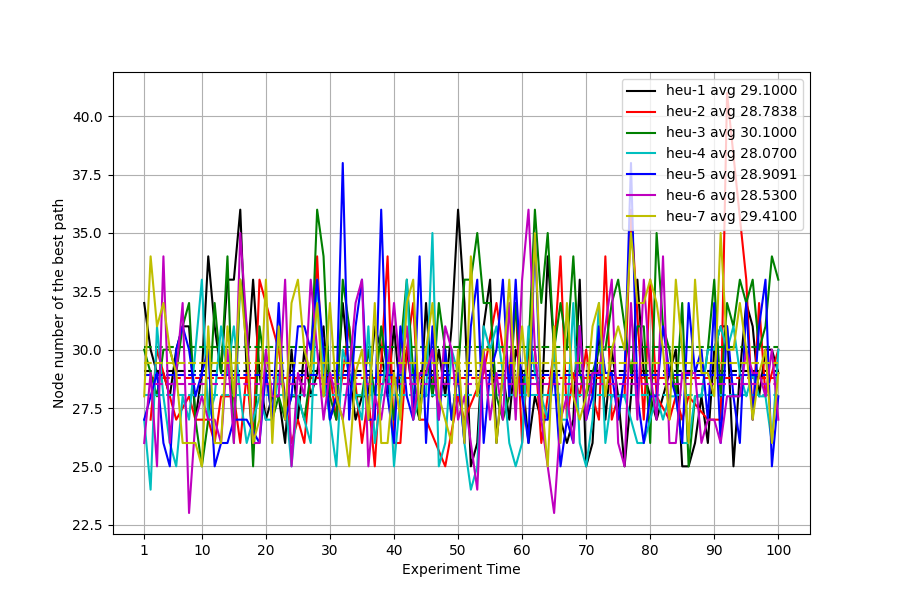 40.0
37.5
35.0
32.5
30.0
27.5
25.0
22.5
Node number of the best path
heu-1 avg 29.1000
heu-2 avg 28.7838
heu-3 avg 30.1000
heu-4 avg 28.0700
heu-5 avg 28.9091
heu-6 avg 28.5300
heu-7 avg 29.4100
1 10 20 30 40 50 60 70 80 90 100
Experiment Time